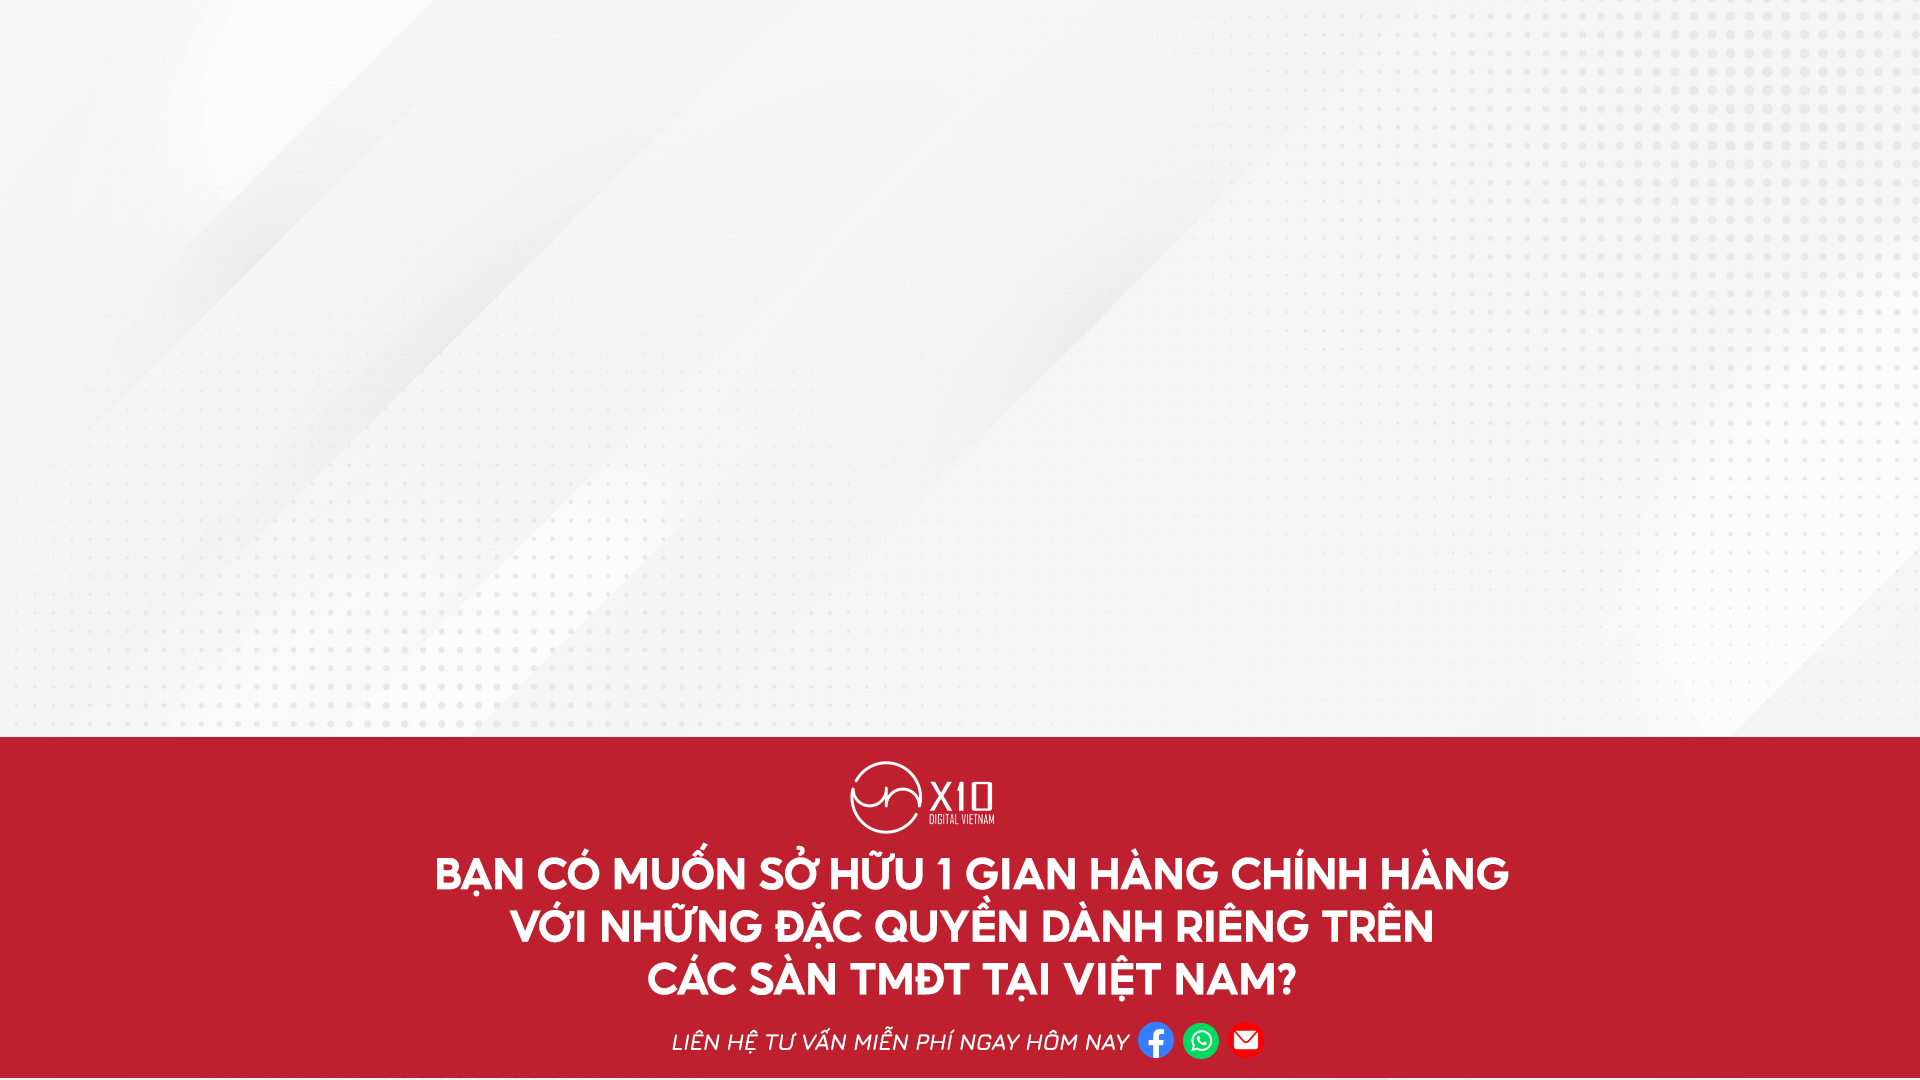 X10
DIGITAL VIETNAM
BẠN CÓ MUỐN SỞ HỮU 1 GIAN HÀNG CHÍNH HÀNG
VỚI NHỮNG ĐẶC QUYỀN DÀNH RIÊNG TRÊN
CÁC SÀN TMĐT TẠI VIỆT NAM?
LIÊN HỆ TƯ VẤN MIỄN PHÍ NGAY HÔM NAY